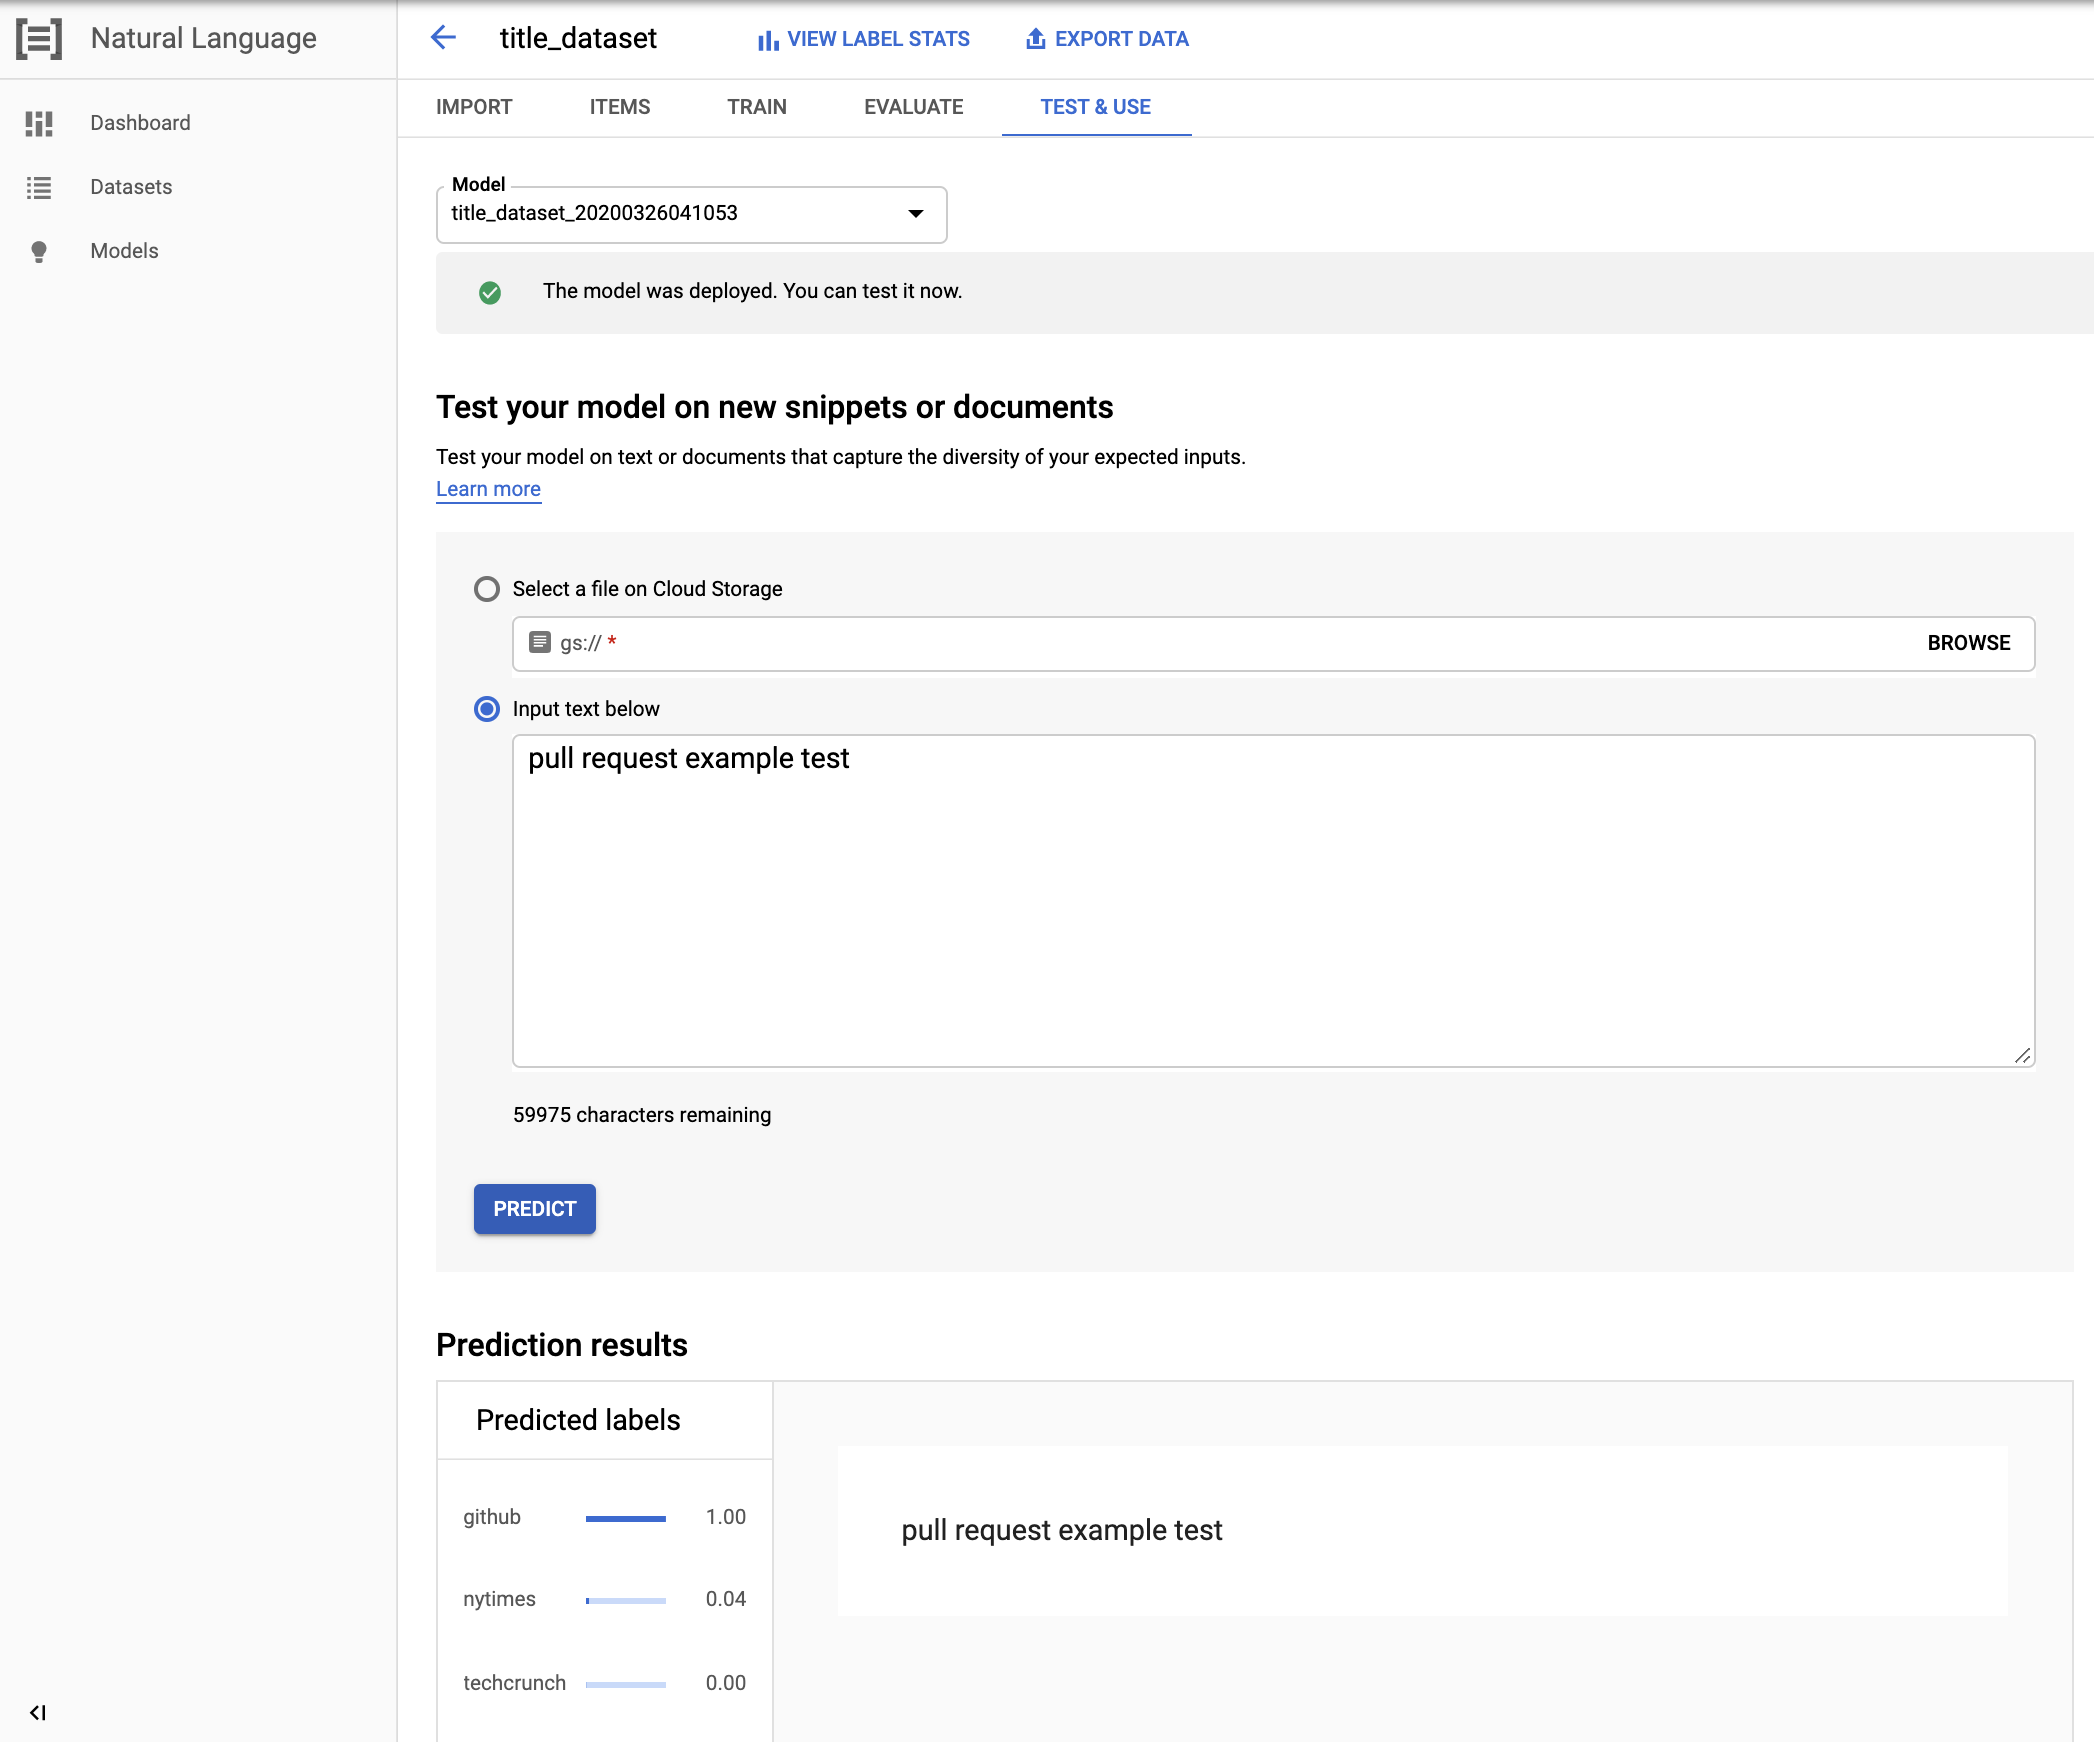 Natural Language
title_dataset
VIEW LABEL STATS
EXPORT DATA
Dashboard
Datasets
Models
IMPORT
ITEMS
TRAIN
EVALUATE
TEST & USE
Model
title_dataset_20200326041053
The model was deployed. You can test it now.
Test your model on new snippets or documents
Test your model on text or documents that capture the diversity of your expected inputs.
Learn more
Select a file on Cloud Storage
gs:// *
BROWSE
Input text below
pull request example test
59975 characters remaining
PREDICT
Prediction results
Predicted labels
github 1.00
nytimes 0.04
techcrunch 0.00
pull request example test